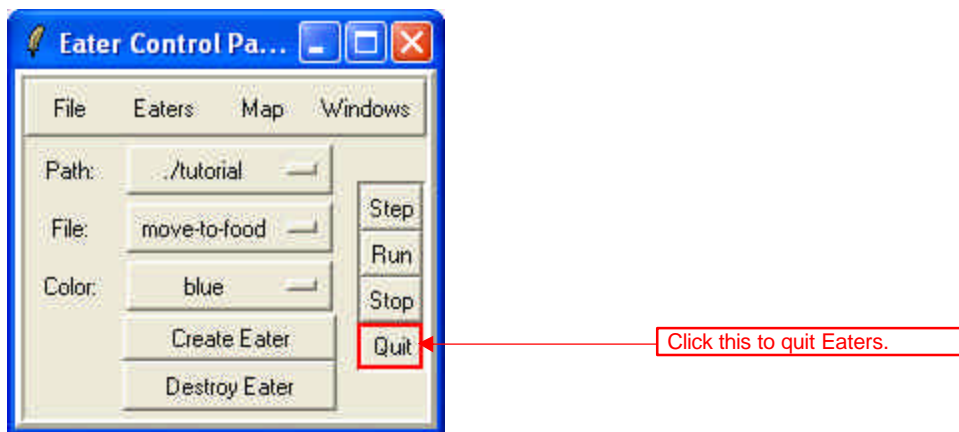 Eater Control Pa...
File Eaters Map Windows
Path: ./tutorial
Step
File: move-to-food
Run
Color: blue
Stop
Create Eater
Quit
Click this to quit Eaters.
Destroy Eater